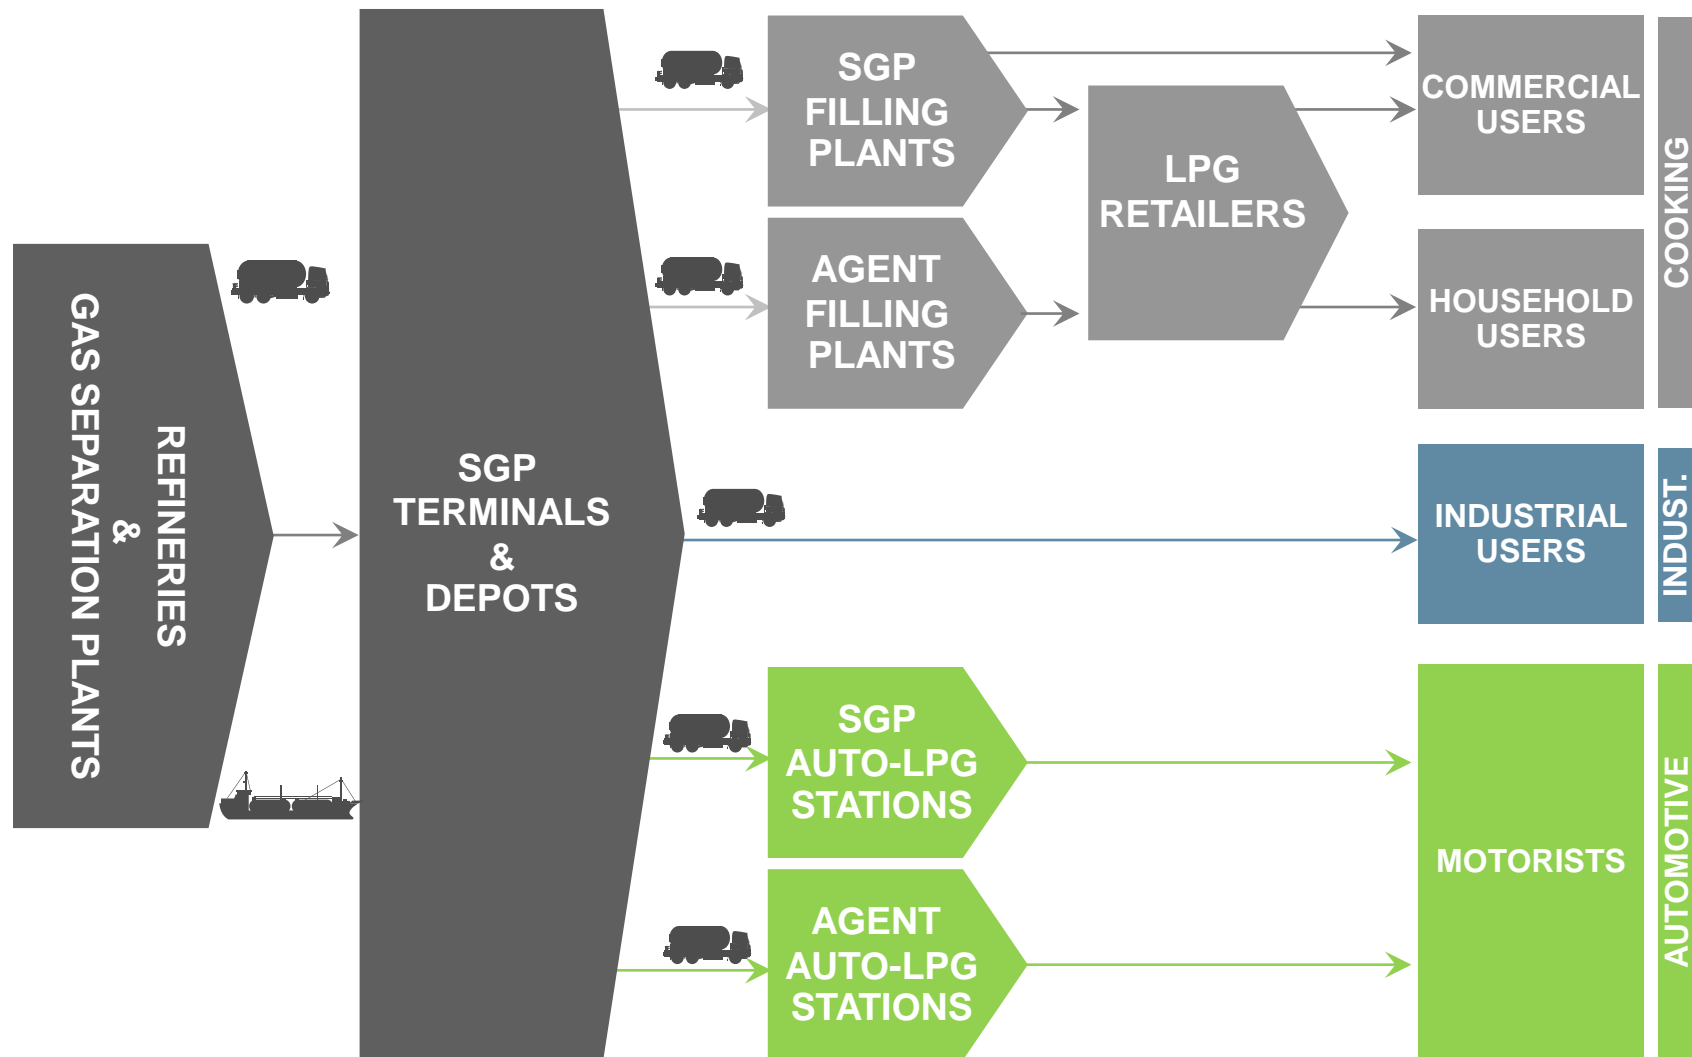 REFINERIES
&
GAS SEPARATION PLANTS
SGP
TERMINALS
&
DEPOTS
SGP
FILLING
PLANTS
AGENT
FILLING
PLANTS
LPG
RETAILERS
COMMERCIAL
USERS
HOUSEHOLD
USERS
COOKING
INDUSTRIAL
USERS
INDUST.
SGP
AUTO-LPG
STATIONS
AGENT
AUTO-LPG
STATIONS
MOTORISTS
AUTOMOTIVE